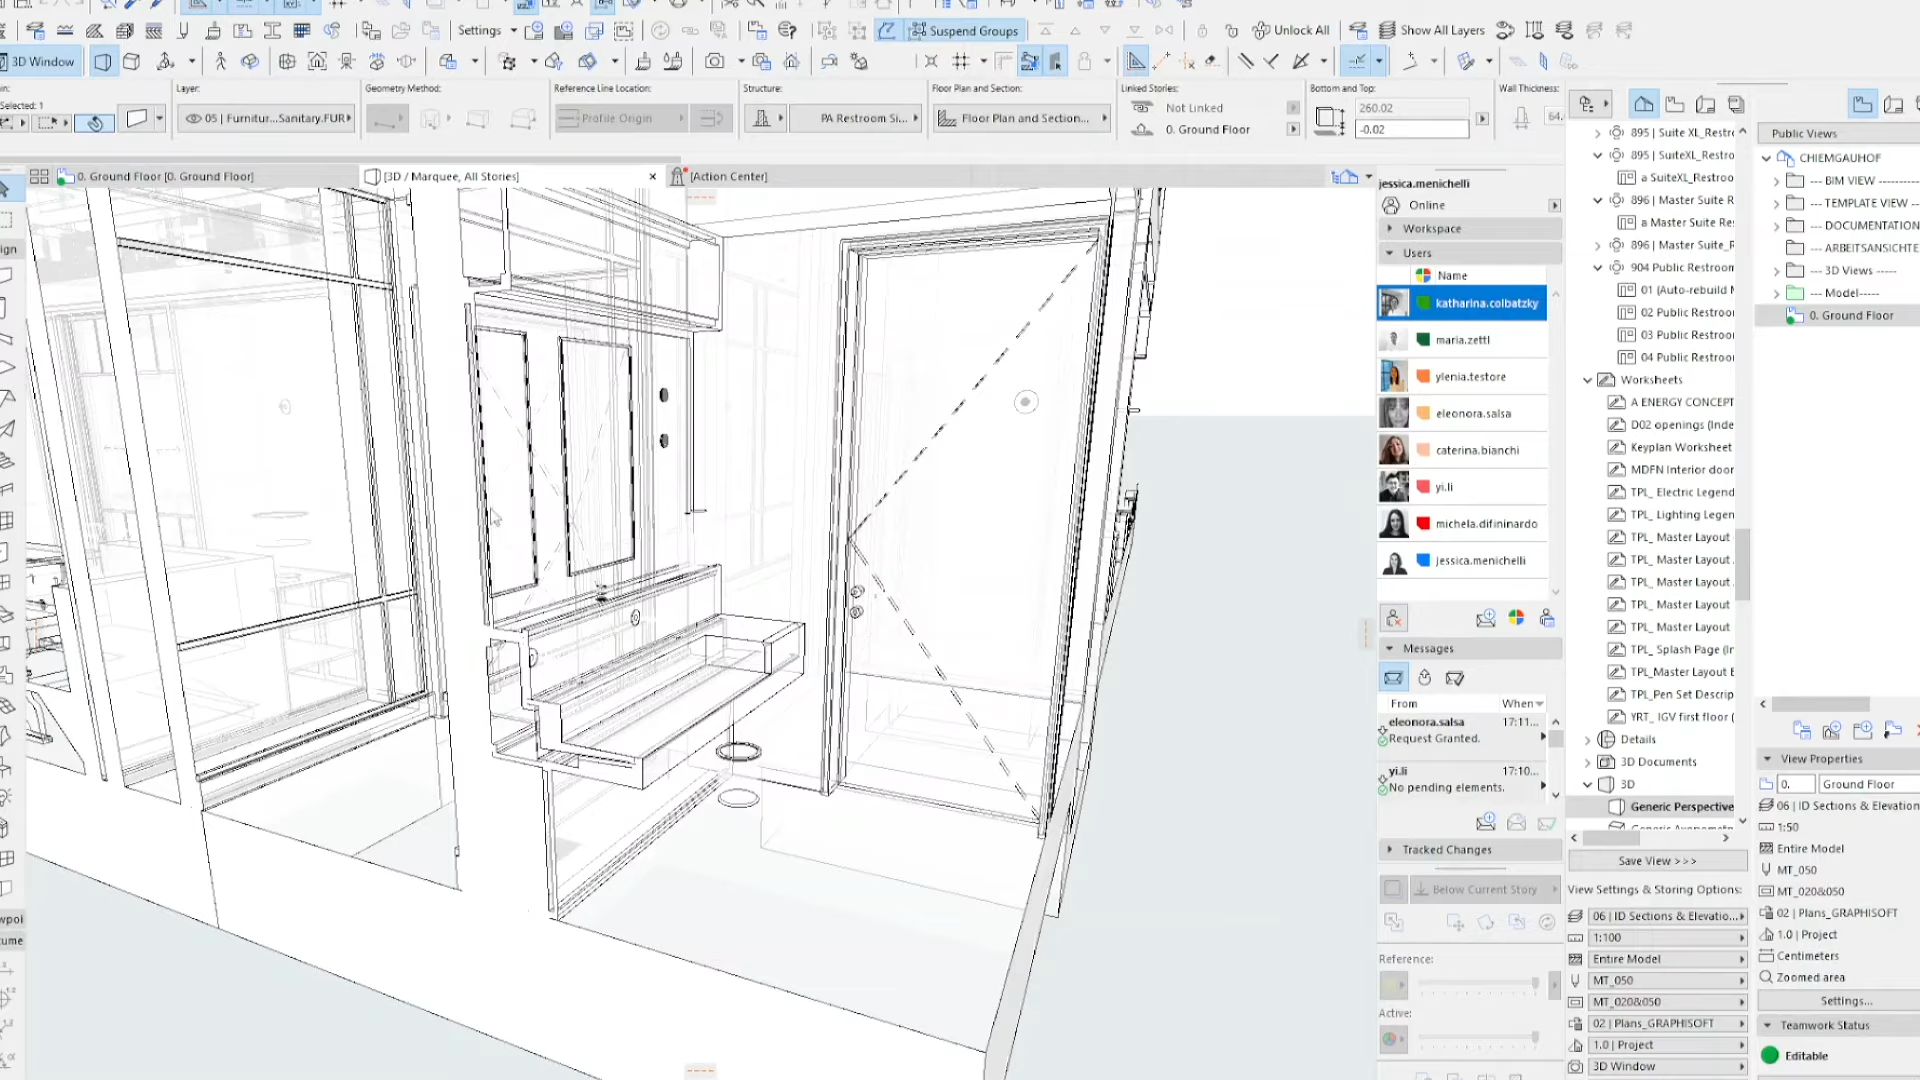 Settings
Suspend Groups
Unlock All
Show All Layers
3D Window
Selected: 1
Layer:
05 | Furnitur...Sanitary.FUR
Geometry Method:
Reference Line Location:
Profile Origin
Structure:
PA Restroom Si...
Floor Plan and Section:
Floor Plan and Section...
Linked Stories:
Not Linked
0. Ground Floor
Bottom and Top:
260.02
-0.02
Wall Thickness:
64.
0. Ground Floor [0. Ground Floor]
[3D / Marquee, All Stories]
[Action Center]
ign
wpoi
ume
jessica.menichelli
Online
Workspace
Users
Name
katharina.colbatzky
maria.zettl
ylenia.testore
eleonora.salsa
caterina.bianchi
yi.li
michela.difininardo
jessica.menichelli
Messages
From When
eleonora.salsa 17:11...
Request Granted.
yi.li 17:10...
No pending elements.
Tracked Changes
Below Current Story
Reference:
Active:
895 | Suite XL_Restr
895 | SuiteXL_Restro
a SuiteXL_Restroo
896 | Master Suite R
a Master Suite Res
896 | Master Suite_R
904 Public Restroom
01 (Auto-rebuild M
02 Public Restroo
03 Public Restroo
04 Public Restroo
Worksheets
A ENERGY CONCEPT
D02 openings (Inde
Keyplan Worksheet
MDFN Interior door
TPL_ Electric Legend
TPL_ Lighting Legen
TPL_ Master Layout
TPL_ Master Layout
TPL_ Master Layout
TPL_ Master Layout
TPL_ Master Layout
TPL_ Splash Page (In
TPL_Master Layout E
TPL_Pen Set Descrip
YRT_ IGV first floor (
Details
3D Documents
3D
Generic Perspective
Generic Axonometr
Save View >>>
View Settings & Storing Options:
06 | ID Sections & Elevatio...
1:100
Entire Model
MT_050
MT_020&050
02 | Plans_GRAPHISOFT
1.0 | Project
3D Window
Public Views
CHIEMGAUHOF
--- BIM VIEW ----------
--- TEMPLATE VIEW --
--- DOCUMENTATION
--- ARBEITSANSICHTE
--- 3D Views -----
--- Model-----
0. Ground Floor
View Properties
0. Ground Floor
06 | ID Sections & Elevation
1:50
Entire Model
MT_050
MT_020&050
02 | Plans_GRAPHISOFT
1.0 | Project
Centimeters
Zoomed area
Settings...
Teamwork Status
Editable